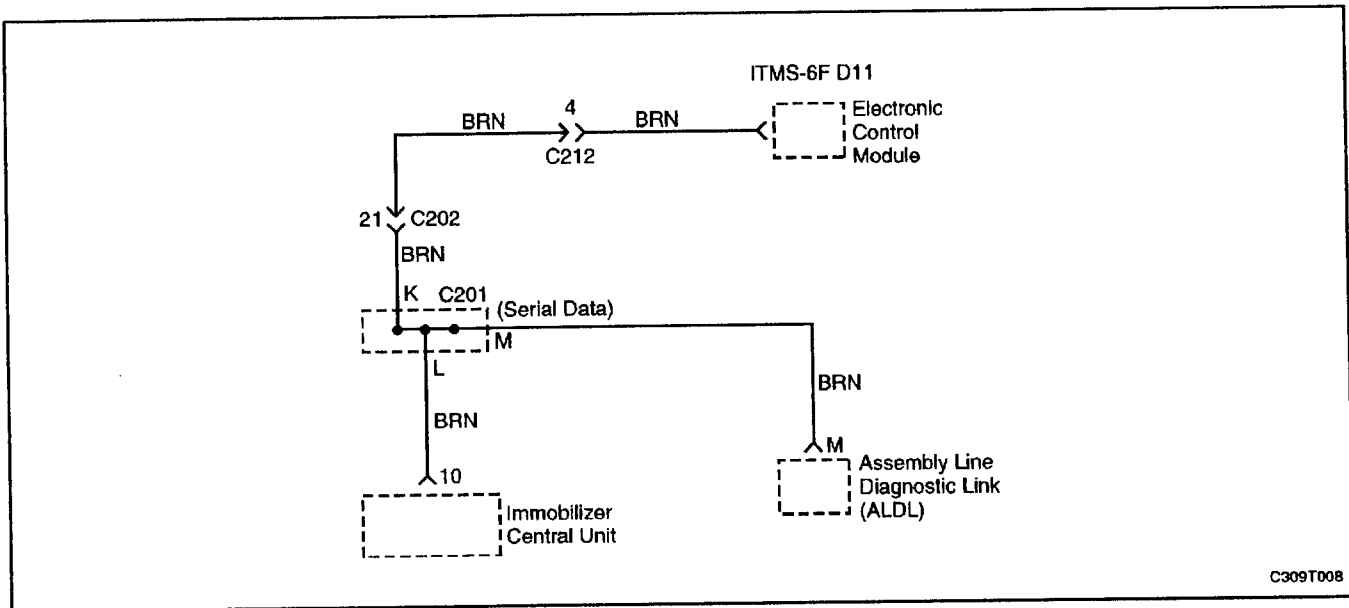 ITMS-6F D11
Electronic
Control
Module
4
BRN
BRN
C212
21 C202
BRN
K C201
(Serial Data)
M
L
BRN
BRN
10
M
Immobilizer
Central Unit
Assembly Line
Diagnostic Link
(ALDL)
C309T008